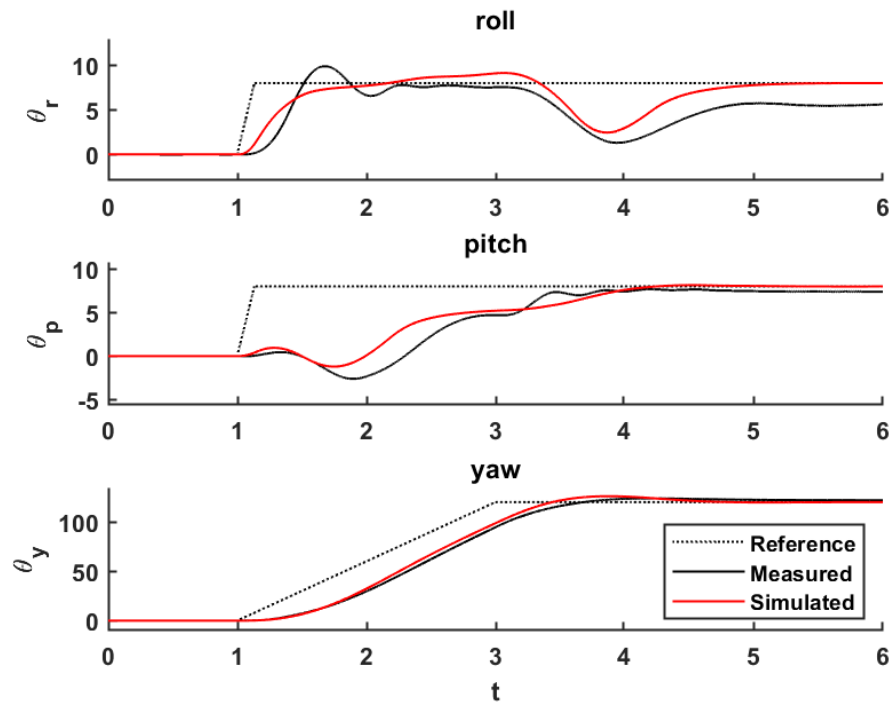 roll
10
5
0
θr
0 1 2 3 4 5 6
pitch
10
5
0
-5
θp
0 1 2 3 4 5 6
yaw
100
50
0
θy
Reference
Measured
Simulated
0 1 2 3 4 5 6
t